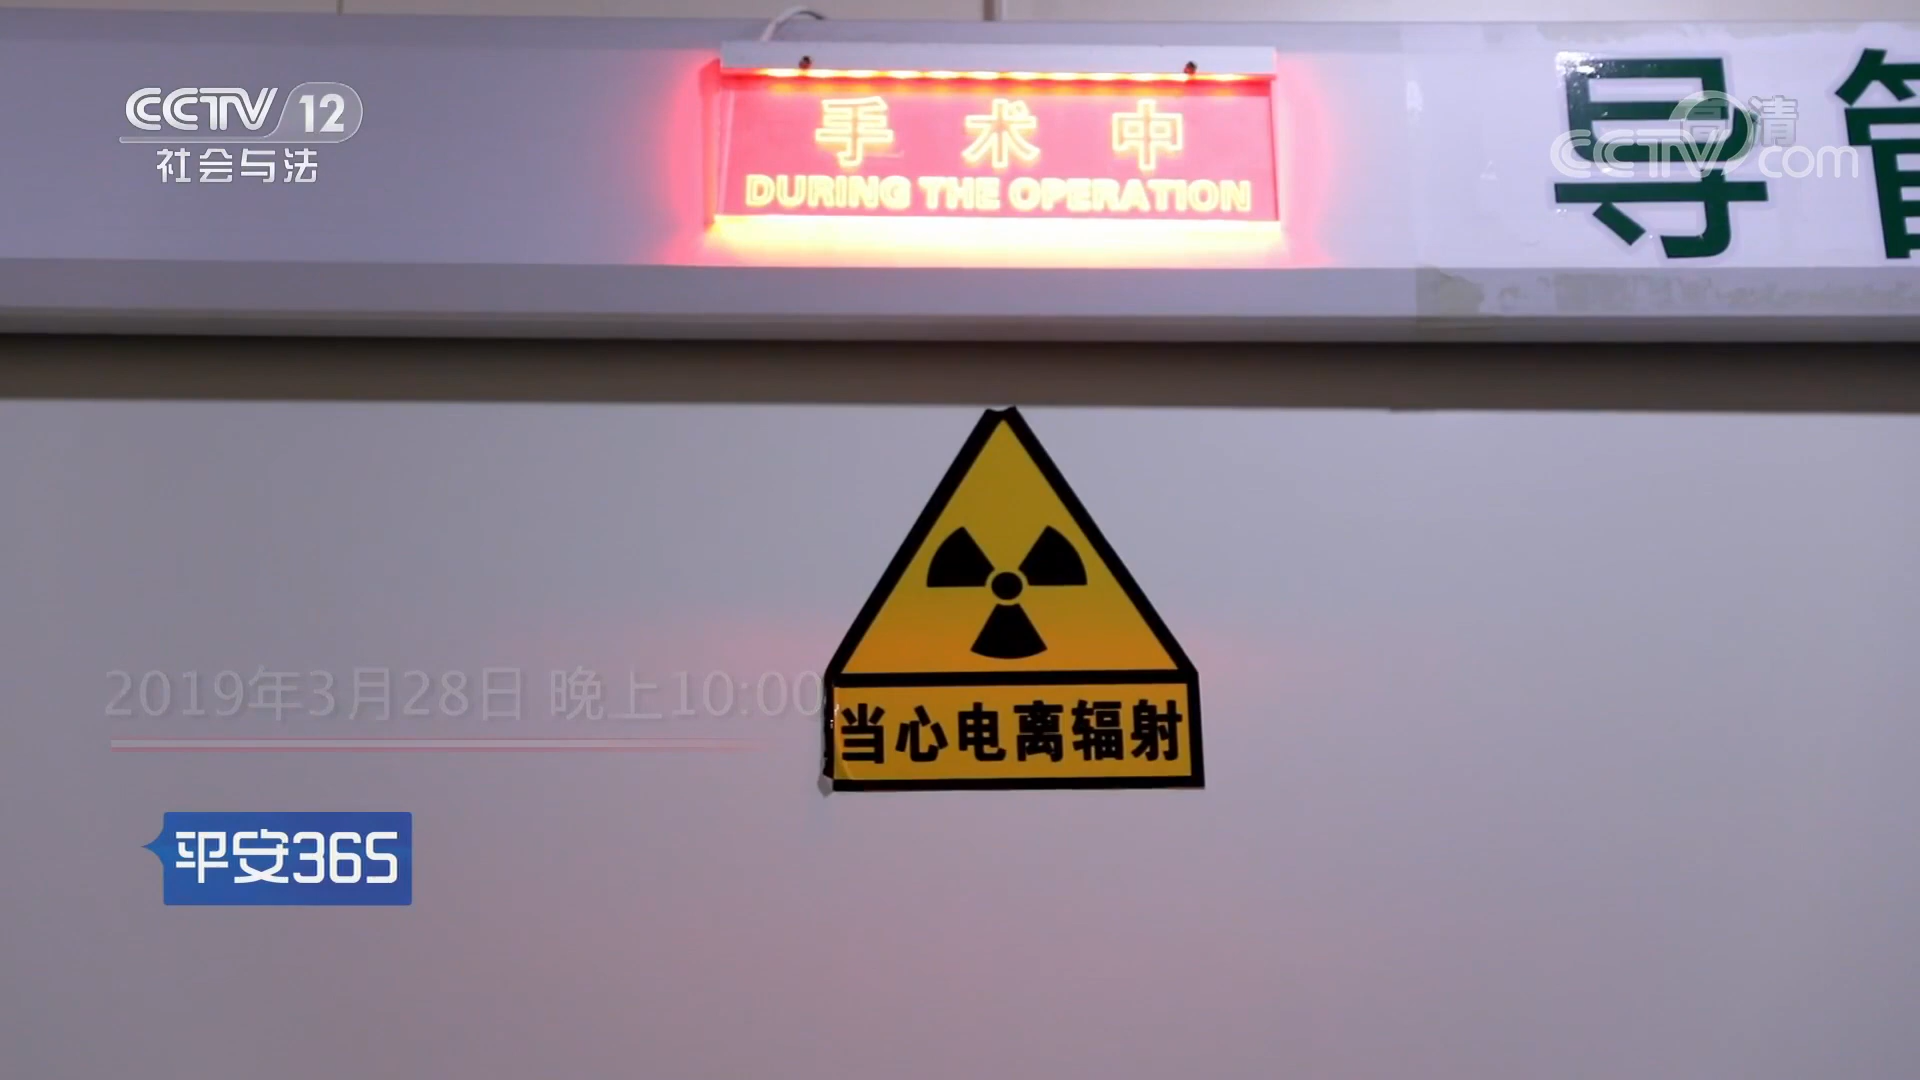 CCTV 12
社会与法
手术中
DURING THE OPERATION
导管
高清
CCTV com
2019年3月28日 晚上10:00
当心电离辐射
平安365